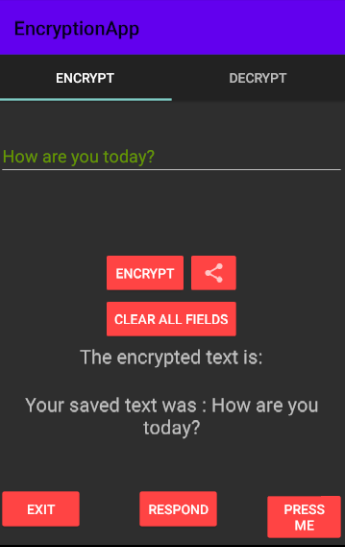 EncryptionApp
ENCRYPT
DECRYPT
How are you today?
ENCRYPT
CLEAR ALL FIELDS
The encrypted text is:
Your saved text was : How are you
today?
EXIT
RESPOND
PRESS
ME